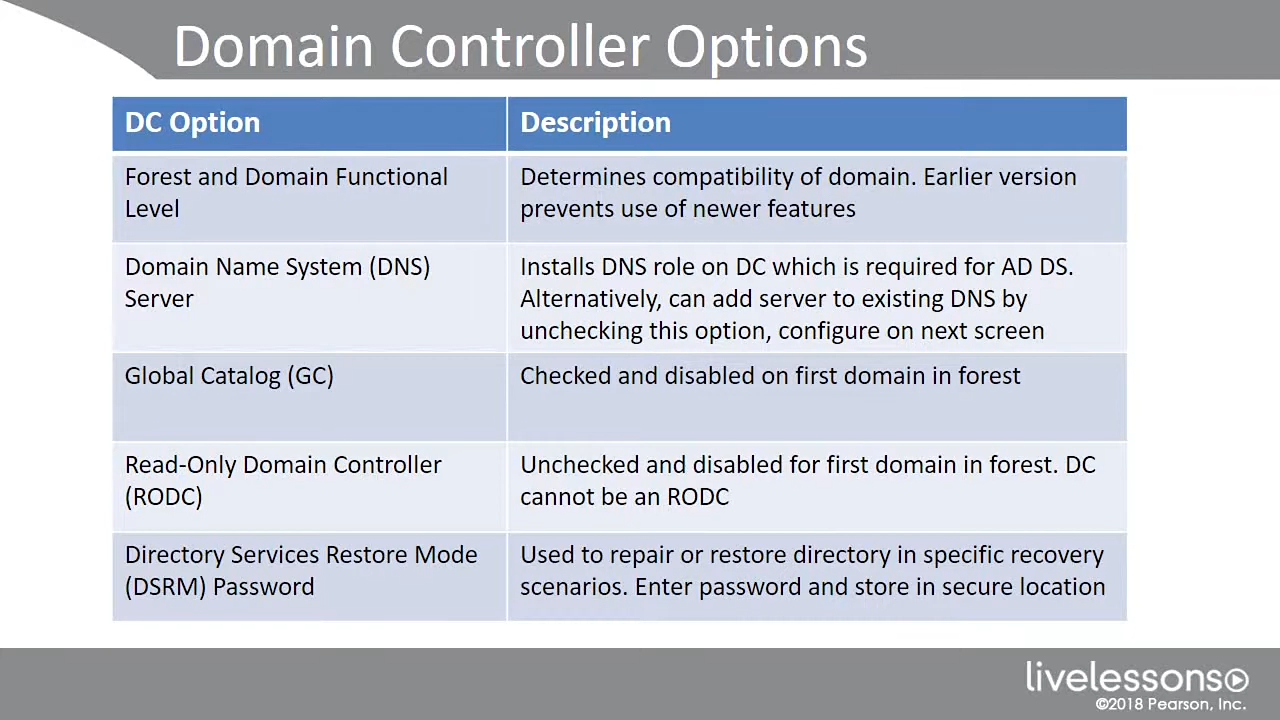 Domain Controller Options
DC Option
Description
Forest and Domain Functional
Level
Determines compatibility of domain. Earlier version
prevents use of newer features
Domain Name System (DNS)
Server
Installs DNS role on DC which is required for AD DS.
Alternatively, can add server to existing DNS by
unchecking this option, configure on next screen
Global Catalog (GC)
Checked and disabled on first domain in forest
Read-Only Domain Controller
(RODC)
Unchecked and disabled for first domain in forest. DC
cannot be an RODC
Directory Services Restore Mode
(DSRM) Password
Used to repair or restore directory in specific recovery
scenarios. Enter password and store in secure location
livelessons
©2018 Pearson, Inc.